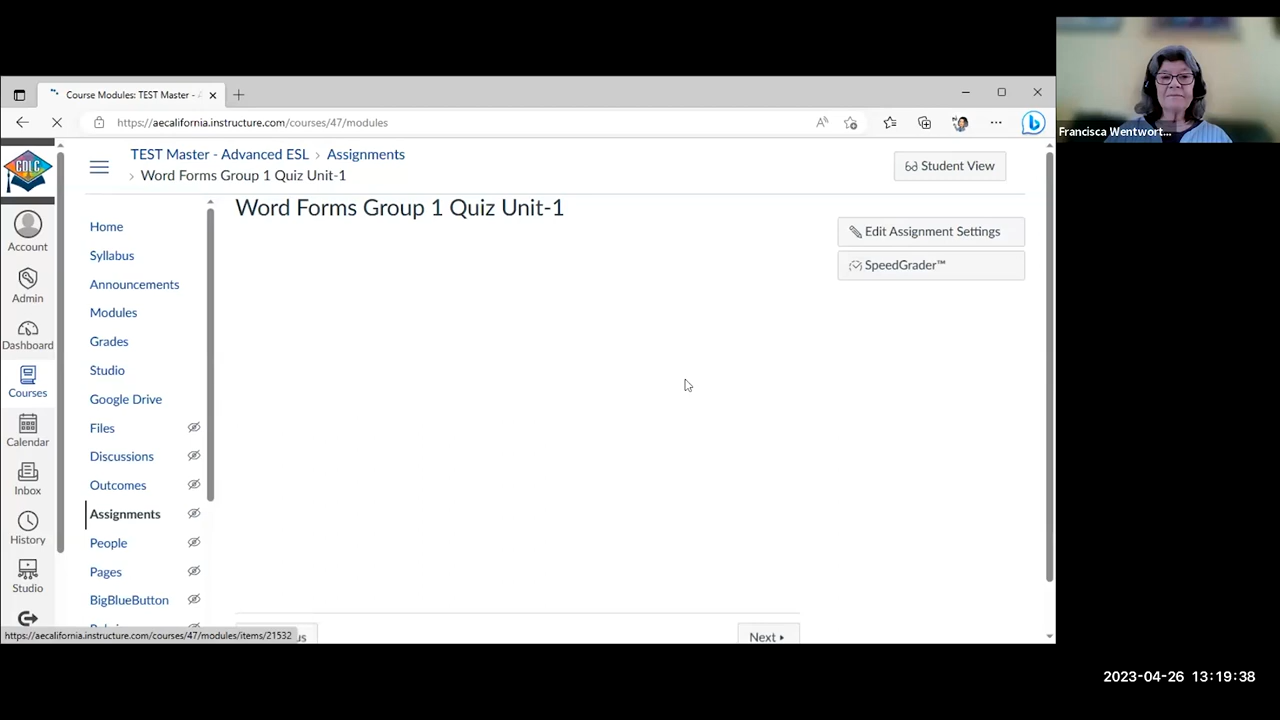 Course Modules: TEST Master -
https://aecalifornia.instructure.com/courses/47/modules
Francisca Wentwort...
CDLC
TEST Master - Advanced ESL › Assignments
› Word Forms Group 1 Quiz Unit-1
Student View
Word Forms Group 1 Quiz Unit-1
Edit Assignment Settings
SpeedGrader™
Account
Admin
Dashboard
Courses
Calendar
Inbox
History
Studio
Home
Syllabus
Announcements
Modules
Grades
Studio
Google Drive
Files
Discussions
Outcomes
Assignments
People
Pages
BigBlueButton
Next
https://aecalifornia.instructure.com/courses/47/modules/items/21532
2023-04-26 13:19:38